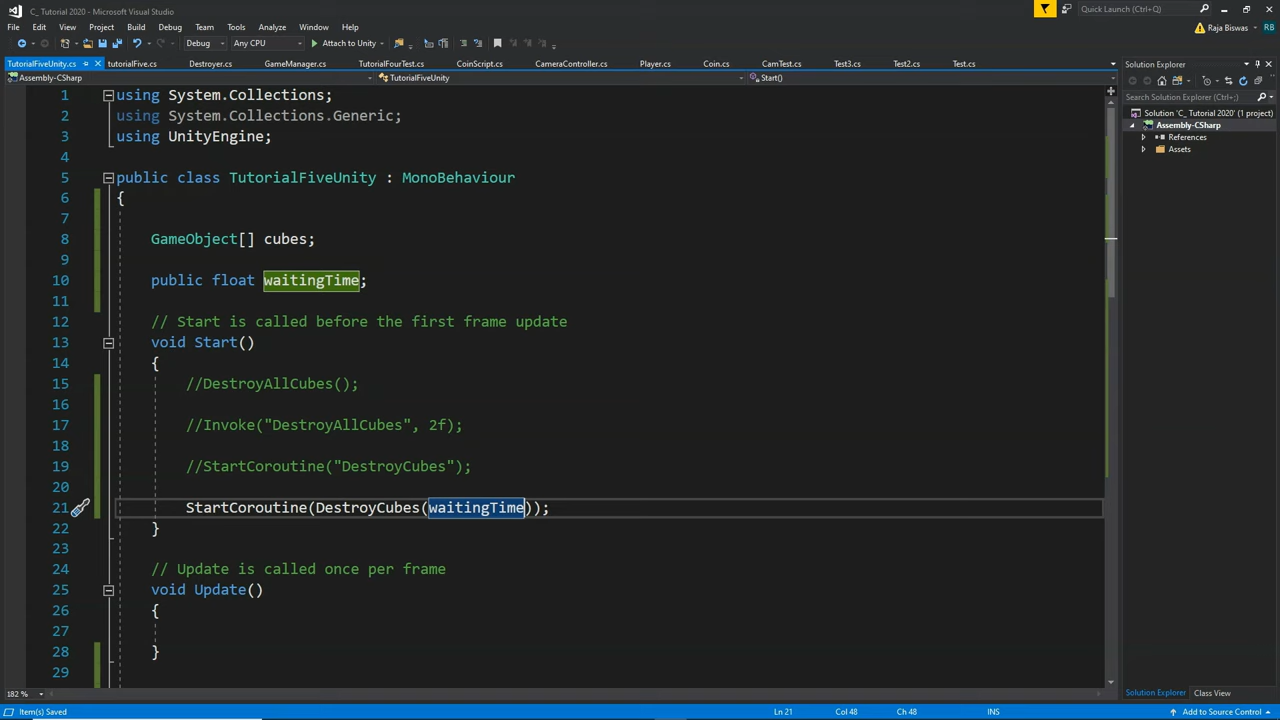 C_ Tutorial 2020 - Microsoft Visual Studio
Quick Launch (Ctrl+Q)
File Edit View Project Build Debug Team Tools Analyze Window Help
Raja Biswas RB
Debug Any CPU Attach to Unity
TutorialFiveUnity.cs tutorialFive.cs Destroyer.cs GameManager.cs TutorialFourTest.cs CoinScript.cs CameraController.cs Player.cs Coin.cs CamTest.cs Test3.cs Test2.cs Test.cs
Solution Explorer
Assembly-CSharp TutorialFiveUnity Start()
Search Solution Explorer (Ctrl+;)
Solution 'C_ Tutorial 2020' (1 project)
Assembly-CSharp
References
Assets
1 using System.Collections;
2 using System.Collections.Generic;
3 using UnityEngine;
4
5 public class TutorialFiveUnity : MonoBehaviour
6 {
7
8 GameObject[] cubes;
9
10 public float waitingTime;
11
12 // Start is called before the first frame update
13 void Start()
14 {
15 //DestroyAllCubes();
16
17 //Invoke("DestroyAllCubes", 2f);
18
19 //StartCoroutine("DestroyCubes");
20
21 StartCoroutine(DestroyCubes(waitingTime));
22 }
23
24 // Update is called once per frame
25 void Update()
26 {
27
28 }
29
182 %
Solution Explorer Class View
Item(s) Saved Ln 21 Col 48 Ch 48 INS Add to Source Control